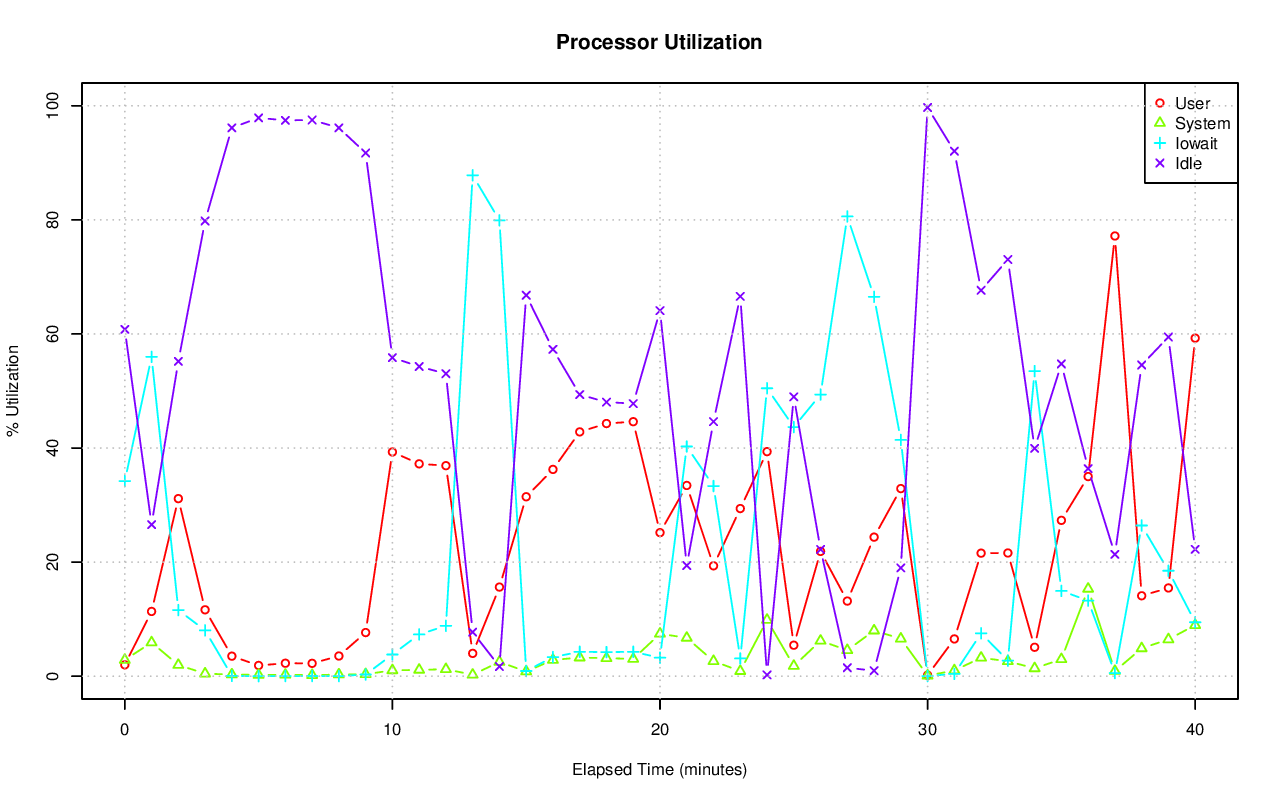 Processor Utilization
100
80
60
40
20
0
% Utilization
User
System
Iowait
Idle
0 10 20 30 40
Elapsed Time (minutes)